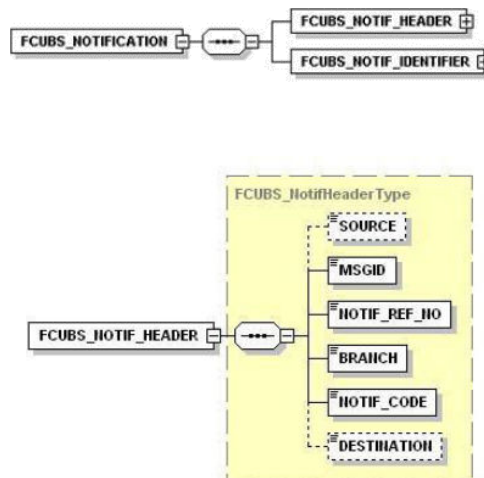 FCUBS_NOTIFICATION
FCUBS_NOTIF_HEADER
FCUBS_NOTIF_IDENTIFIER
FCUBS_NotifHeaderType
SOURCE
MSGID
NOTIF_REF_NO
FCUBS_NOTIF_HEADER
BRANCH
NOTIF_CODE
DESTINATION